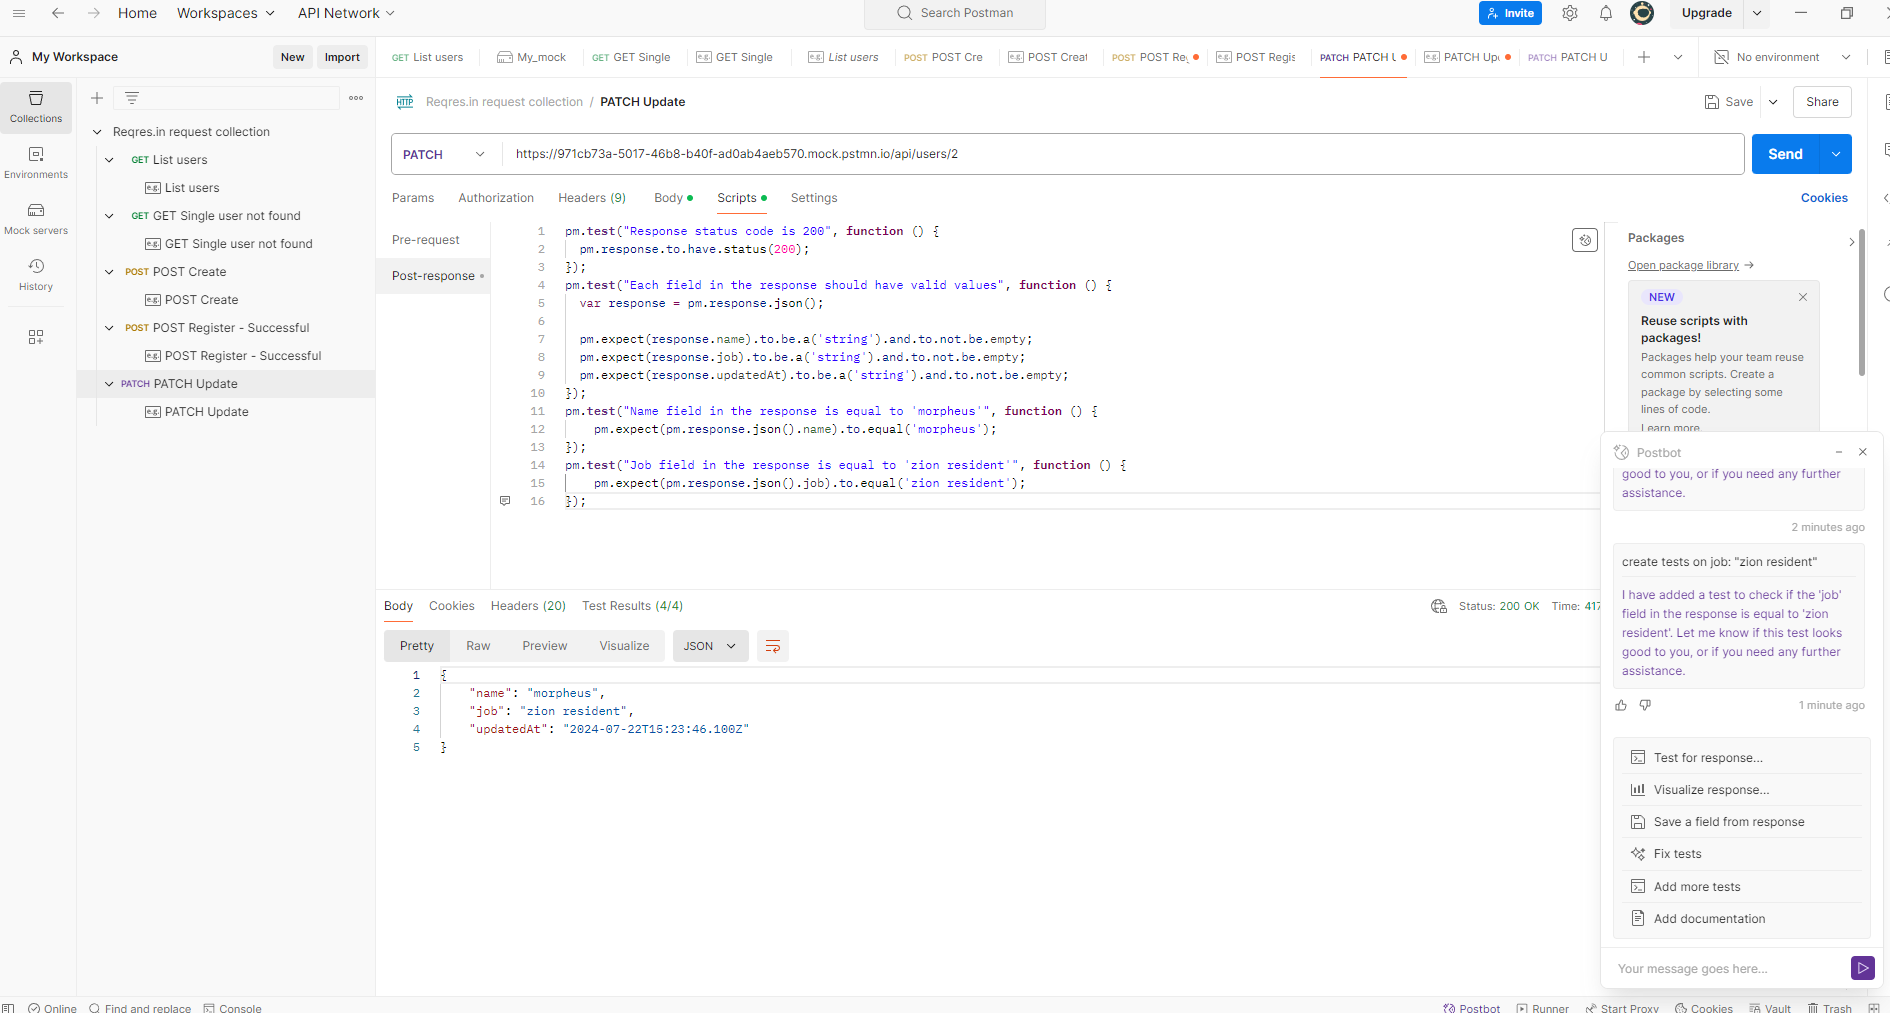 Home Workspaces API Network Search Postman Invite Upgrade
My Workspace New Import
GET List users My_mock GET GET Single e.g. GET Single e.g. List users POST POST Cre e.g. POST Creat POST POST Re e.g. POST Regis PATCH PATCH U e.g. PATCH Up PATCH PATCH U No environment
Collections
Environments
Mock servers
History
Reqres.in request collection
GET List users
e.g. List users
GET GET Single user not found
e.g. GET Single user not found
POST POST Create
e.g. POST Create
POST POST Register - Successful
e.g. POST Register - Successful
PATCH PATCH Update
e.g. PATCH Update
HTTP Reqres.in request collection / PATCH Update Save Share
PATCH https://971cb73a-5017-46b8-b40f-ad0ab4aeb570.mock.pstmn.io/api/users/2 Send
Params Authorization Headers (9) Body Scripts Settings Cookies
Pre-request
Post-response
1 pm.test("Response status code is 200", function () {
2 pm.response.to.have.status(200);
3 });
4 pm.test("Each field in the response should have valid values", function () {
5 var response = pm.response.json();
6
7 pm.expect(response.name).to.be.a('string').and.to.not.be.empty;
8 pm.expect(response.job).to.be.a('string').and.to.not.be.empty;
9 pm.expect(response.updatedAt).to.be.a('string').and.to.not.be.empty;
10 });
11 pm.test("Name field in the response is equal to 'morpheus'", function () {
12 pm.expect(pm.response.json().name).to.equal('morpheus');
13 });
14 pm.test("Job field in the response is equal to 'zion resident'", function () {
15 pm.expect(pm.response.json().job).to.equal('zion resident');
16 });
Packages
Open package library →
NEW
Reuse scripts with
packages!
Packages help your team reuse
common scripts. Create a
package by selecting some
lines of code.
Learn more
Postbot
good to you, or if you need any further
assistance.
2 minutes ago
create tests on job: "zion resident"
I have added a test to check if the 'job'
field in the response is equal to 'zion
resident'. Let me know if this test looks
good to you, or if you need any further
assistance.
1 minute ago
Test for response...
Visualize response...
Save a field from response
Fix tests
Add more tests
Add documentation
Your message goes here...
Body Cookies Headers (20) Test Results (4/4) Status: 200 OK Time: 417
Pretty Raw Preview Visualize JSON
1 {
2 "name": "morpheus",
3 "job": "zion resident",
4 "updatedAt": "2024-07-22T15:23:46.100Z"
5 }
Online Find and replace Console Postbot Runner Start Proxy Cookies Vault Trash